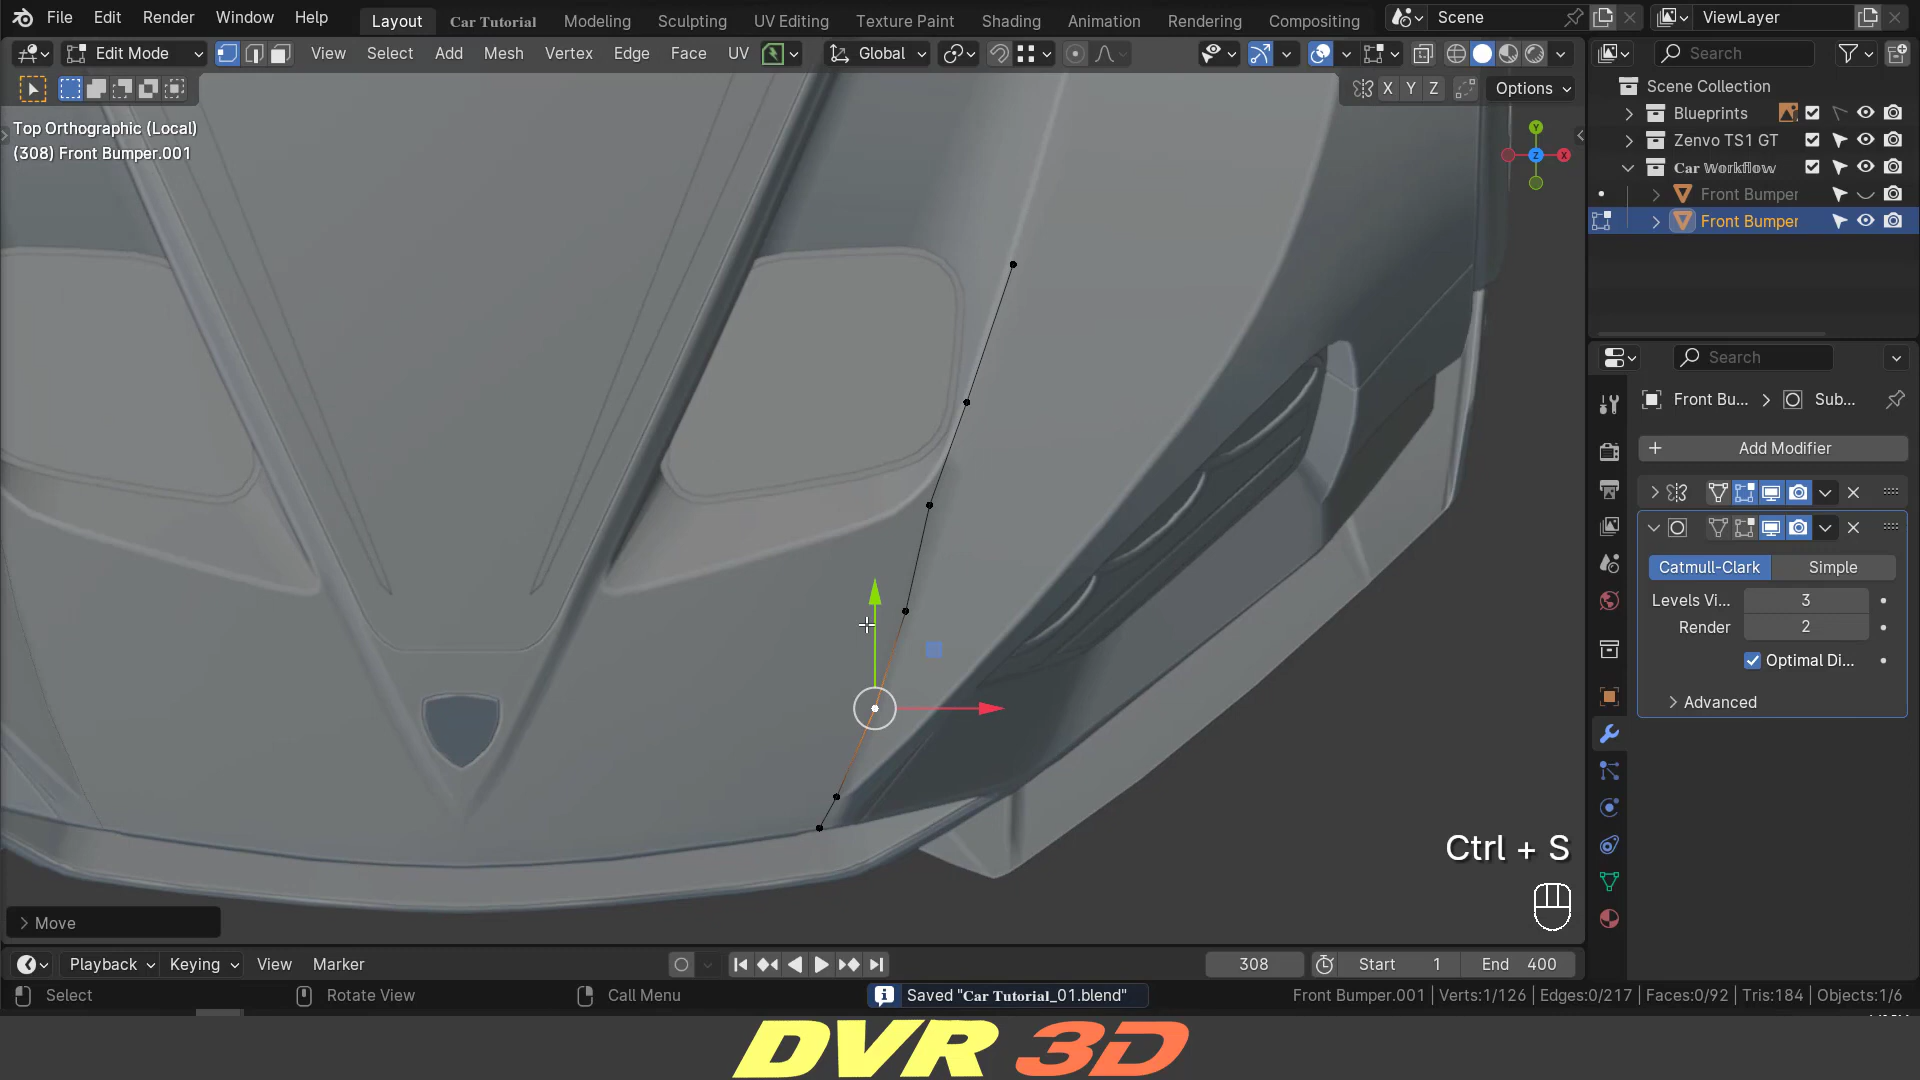 File Edit Render Window Help Layout Car Tutorial Modeling Sculpting UV Editing Texture Paint Shading Animation Rendering Compositing Scene ViewLayer
Edit Mode View Select Add Mesh Vertex Edge Face UV Global Search
X Y Z Options
Scene Collection
Top Orthographic (Local)
(308) Front Bumper.001
Y
X
Z
Blueprints
Zenvo TS1 GT
Car Workflow
Front Bumper
Front Bumper
Search
Front Bu... Sub...
Add Modifier
Catmull-Clark Simple
Levels Vi... 3
Render 2
Optimal Di...
Advanced
Ctrl + S
Move
Playback Keying View Marker 308 Start 1 End 400
Select Rotate View Call Menu Saved "Car Tutorial_01.blend" Front Bumper.001 | Verts:1/126 | Edges:0/217 | Faces:0/92 | Tris:184 | Objects:1/6
DVR 3D